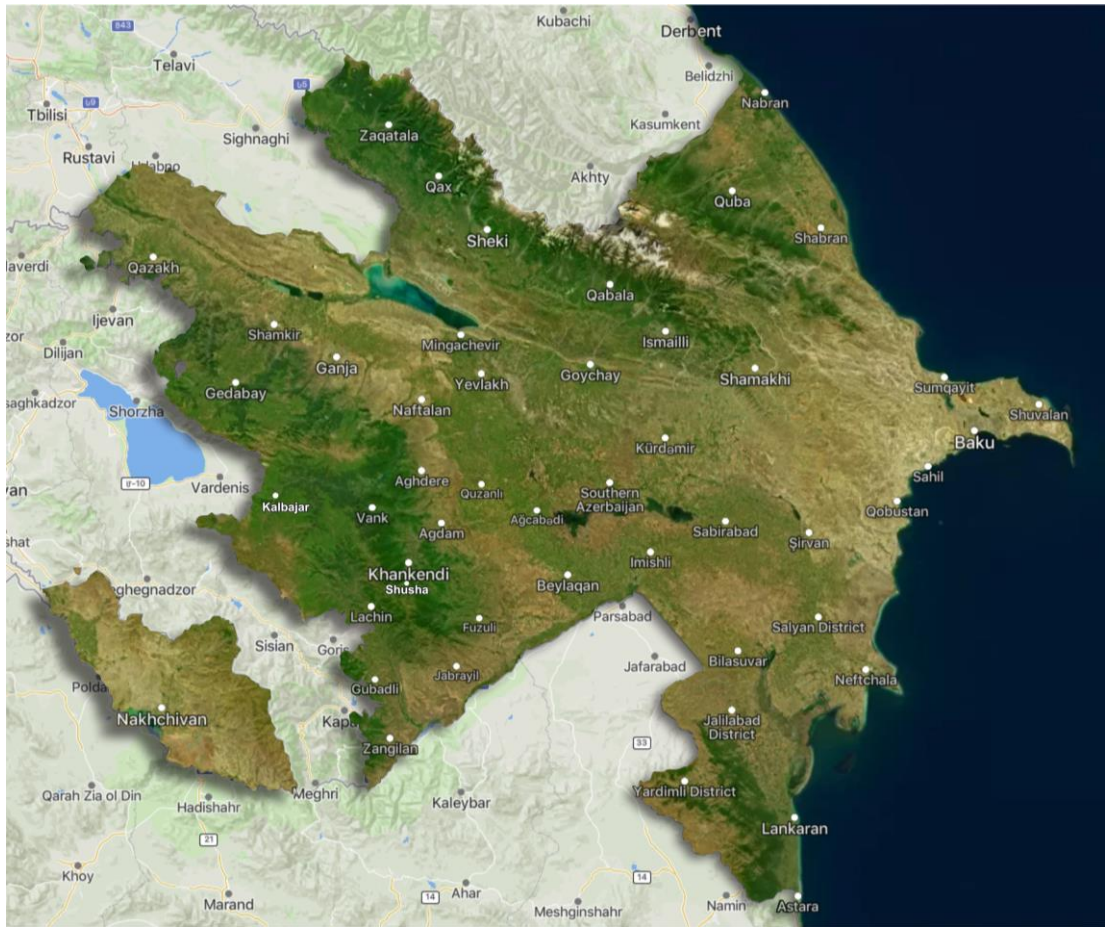 Kubachi
Derbent
843
Telavi
Belidzhi
ს5
Nabran
ს9
Tbilisi
Kasumkent
Zaqatala
Sighnaghi
Rustavi
Akhty
Qax
Quba
Shabran
Sheki
Qazakh
Qabala
Ijevan
Shamkir
Ismailli
Mingachevir
Dilijan
Ganja
Goychay
Shamakhi
Yevlakh
Sumqayit
Gedabay
Naftalan
Shorzha
Shuvalan
Kürdəmir
Baku
Aghdere
Sahil
Vardenis
Quzanlı
Southern
Azerbaijan
Kalbajar
Qobustan
Vank
Ağcabədi
Agdam
Sabirabad
Şirvan
Imishli
Khankendi
Shusha
Beylaqan
Lachin
Parsabad
Fuzuli
Salyan District
Sisian
Goris
Bilasuvar
Jafarabad
Jabrayil
Neftchala
Gubadli
Nakhchivan
Jalilabad
District
33
Zangilan
Yardimli District
Qarah Zia ol Din
Meghri
Hadishahr
Kaleybar
Lankaran
21
Khoy
14
Ahar
14
Marand
Namin
Astara
Meshginshahr